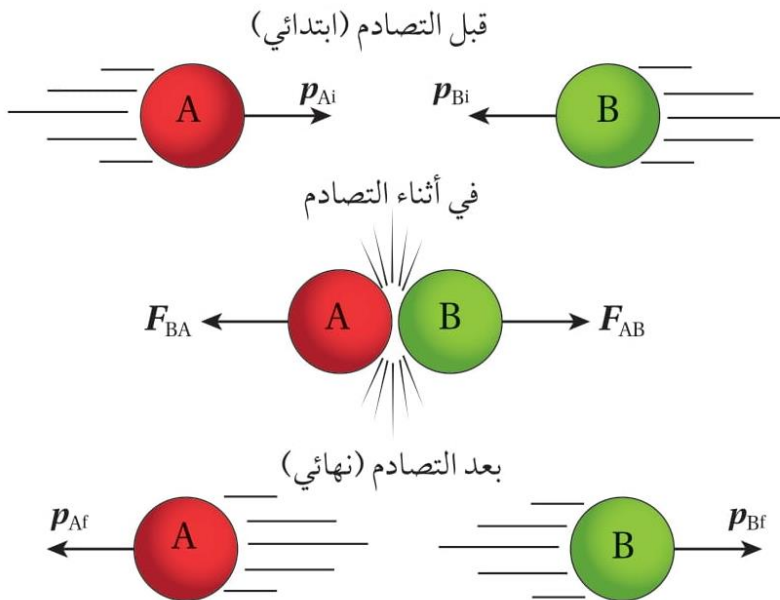 قبل التصادم (ابتدائي)
A p_Ai p_Bi B
في أثناء التصادم
F_BA A B F_AB
بعد التصادم (نهائي)
p_Af A B p_Bf